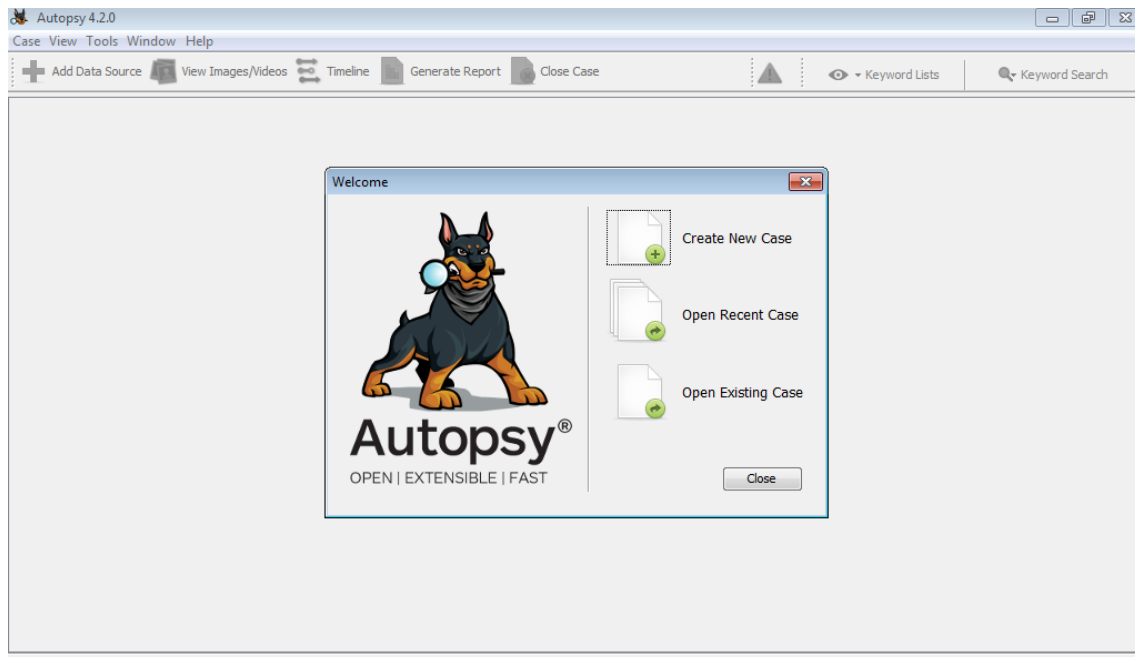 Autopsy 4.2.0
Case View Tools Window Help
Add Data Source View Images/Videos Timeline Generate Report Close Case Keyword Lists Keyword Search
Welcome
Create New Case
Open Recent Case
Open Existing Case
Autopsy®
OPEN | EXTENSIBLE | FAST
Close